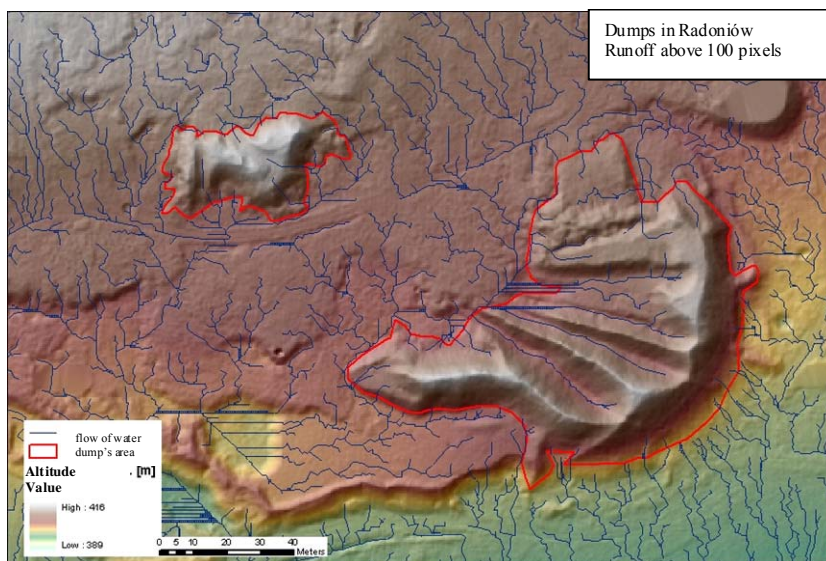 Dumps in Radoniów
Runoff above 100 pixels
flow of water
dump's area
Altitude . [m]
Value
High : 416
Low : 389
0 5 10 20 30 40
Meters